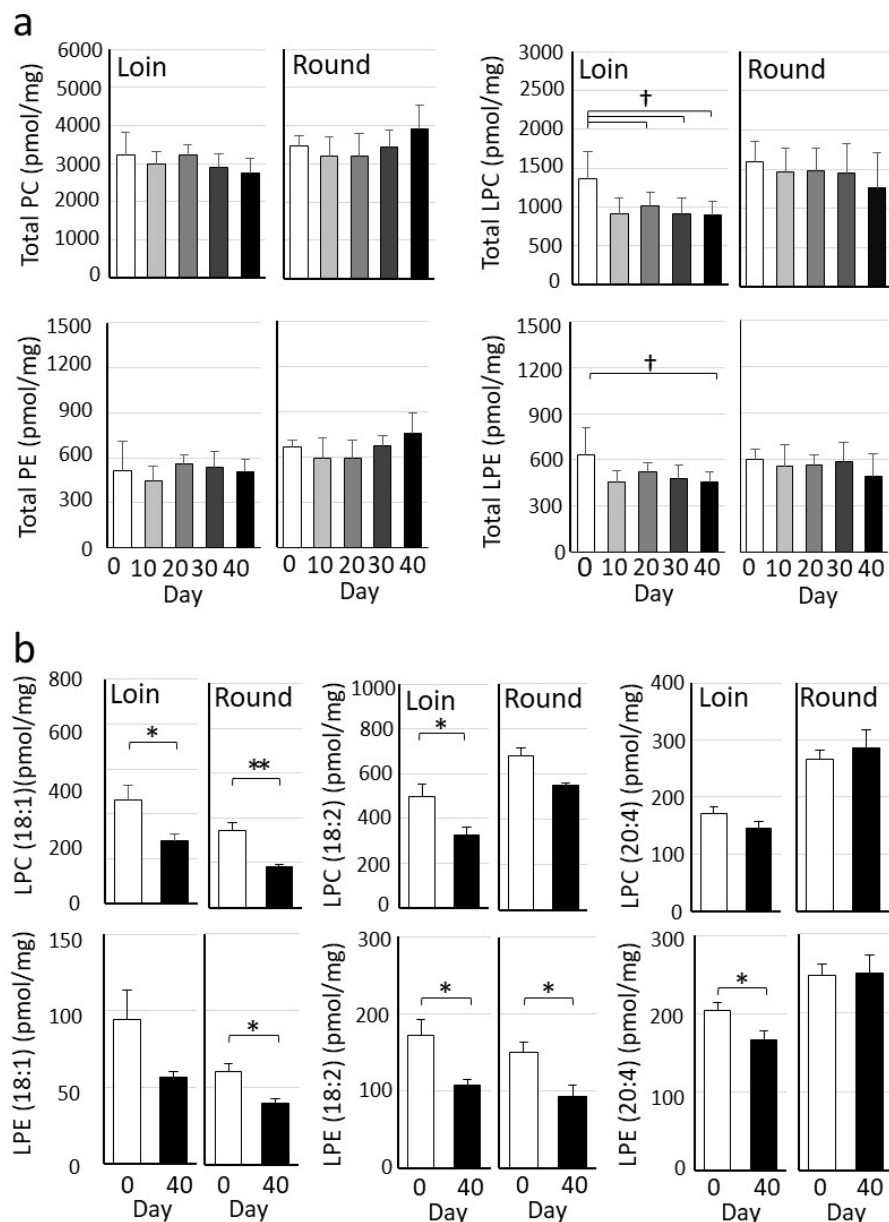 a
6000
5000
4000
3000
2000
1000
0
Total PC (pmol/mg)
Loin
Round
3000
2500
2000
1500
1000
500
0
Total LPC (pmol/mg)
Loin
†
Round
1500
1200
900
600
300
0
Total PE (pmol/mg)
0 10 20 30 40
Day
0 10 20 30 40
Day
1500
1200
900
600
300
0
Total LPE (pmol/mg)
†
0 10 20 30 40
Day
0 10 20 30 40
Day
b
800
600
400
200
0
LPC (18:1)(pmol/mg)
Loin
*
Round
**
1000
800
600
400
200
0
LPC (18:2) (pmol/mg)
Loin
*
Round
400
300
200
100
0
LPC (20:4) (pmol/mg)
Loin
Round
150
100
50
0
LPE (18:1) (pmol/mg)
0 40
Day
*
0 40
Day
300
200
100
0
LPE (18:2) (pmol/mg)
*
0 40
Day
*
0 40
Day
300
200
100
0
LPE (20:4) (pmol/mg)
*
0 40
Day
0 40
Day